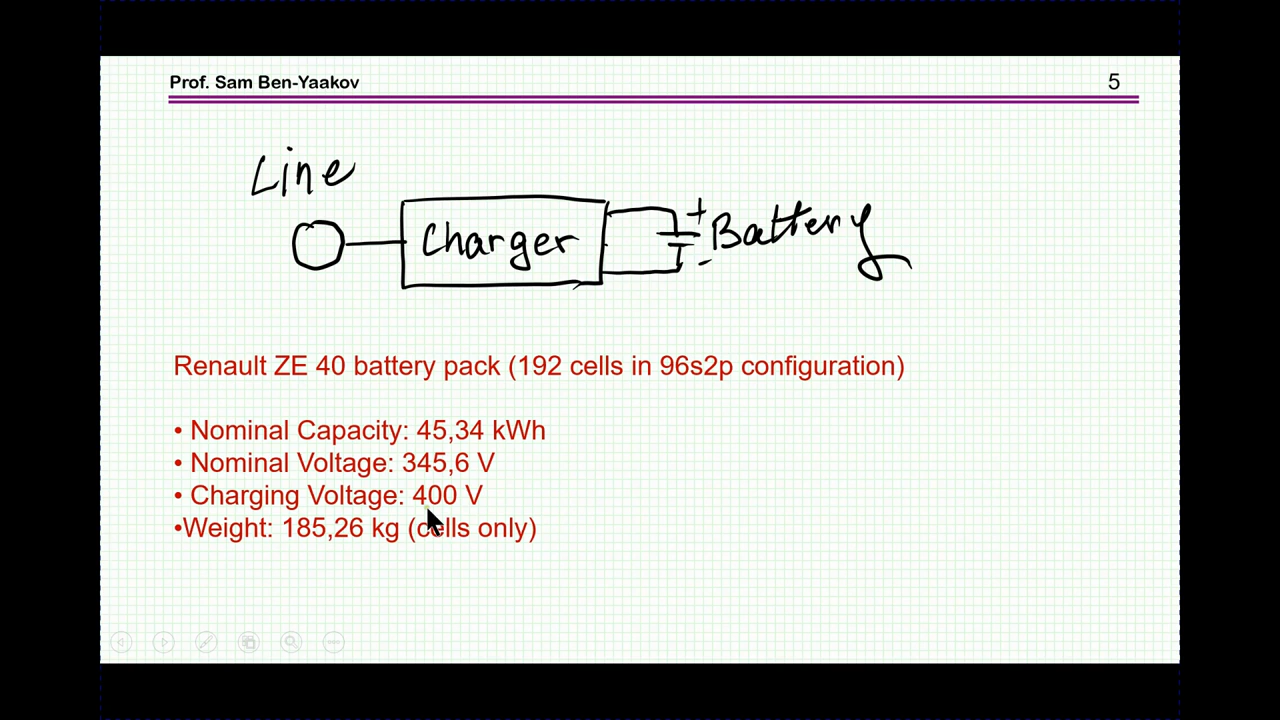 Prof. Sam Ben-Yaakov
5
Line
Charger
+
Battery
-
Renault ZE 40 battery pack (192 cells in 96s2p configuration)
• Nominal Capacity: 45,34 kWh
• Nominal Voltage: 345,6 V
• Charging Voltage: 400 V
•Weight: 185,26 kg (cells only)